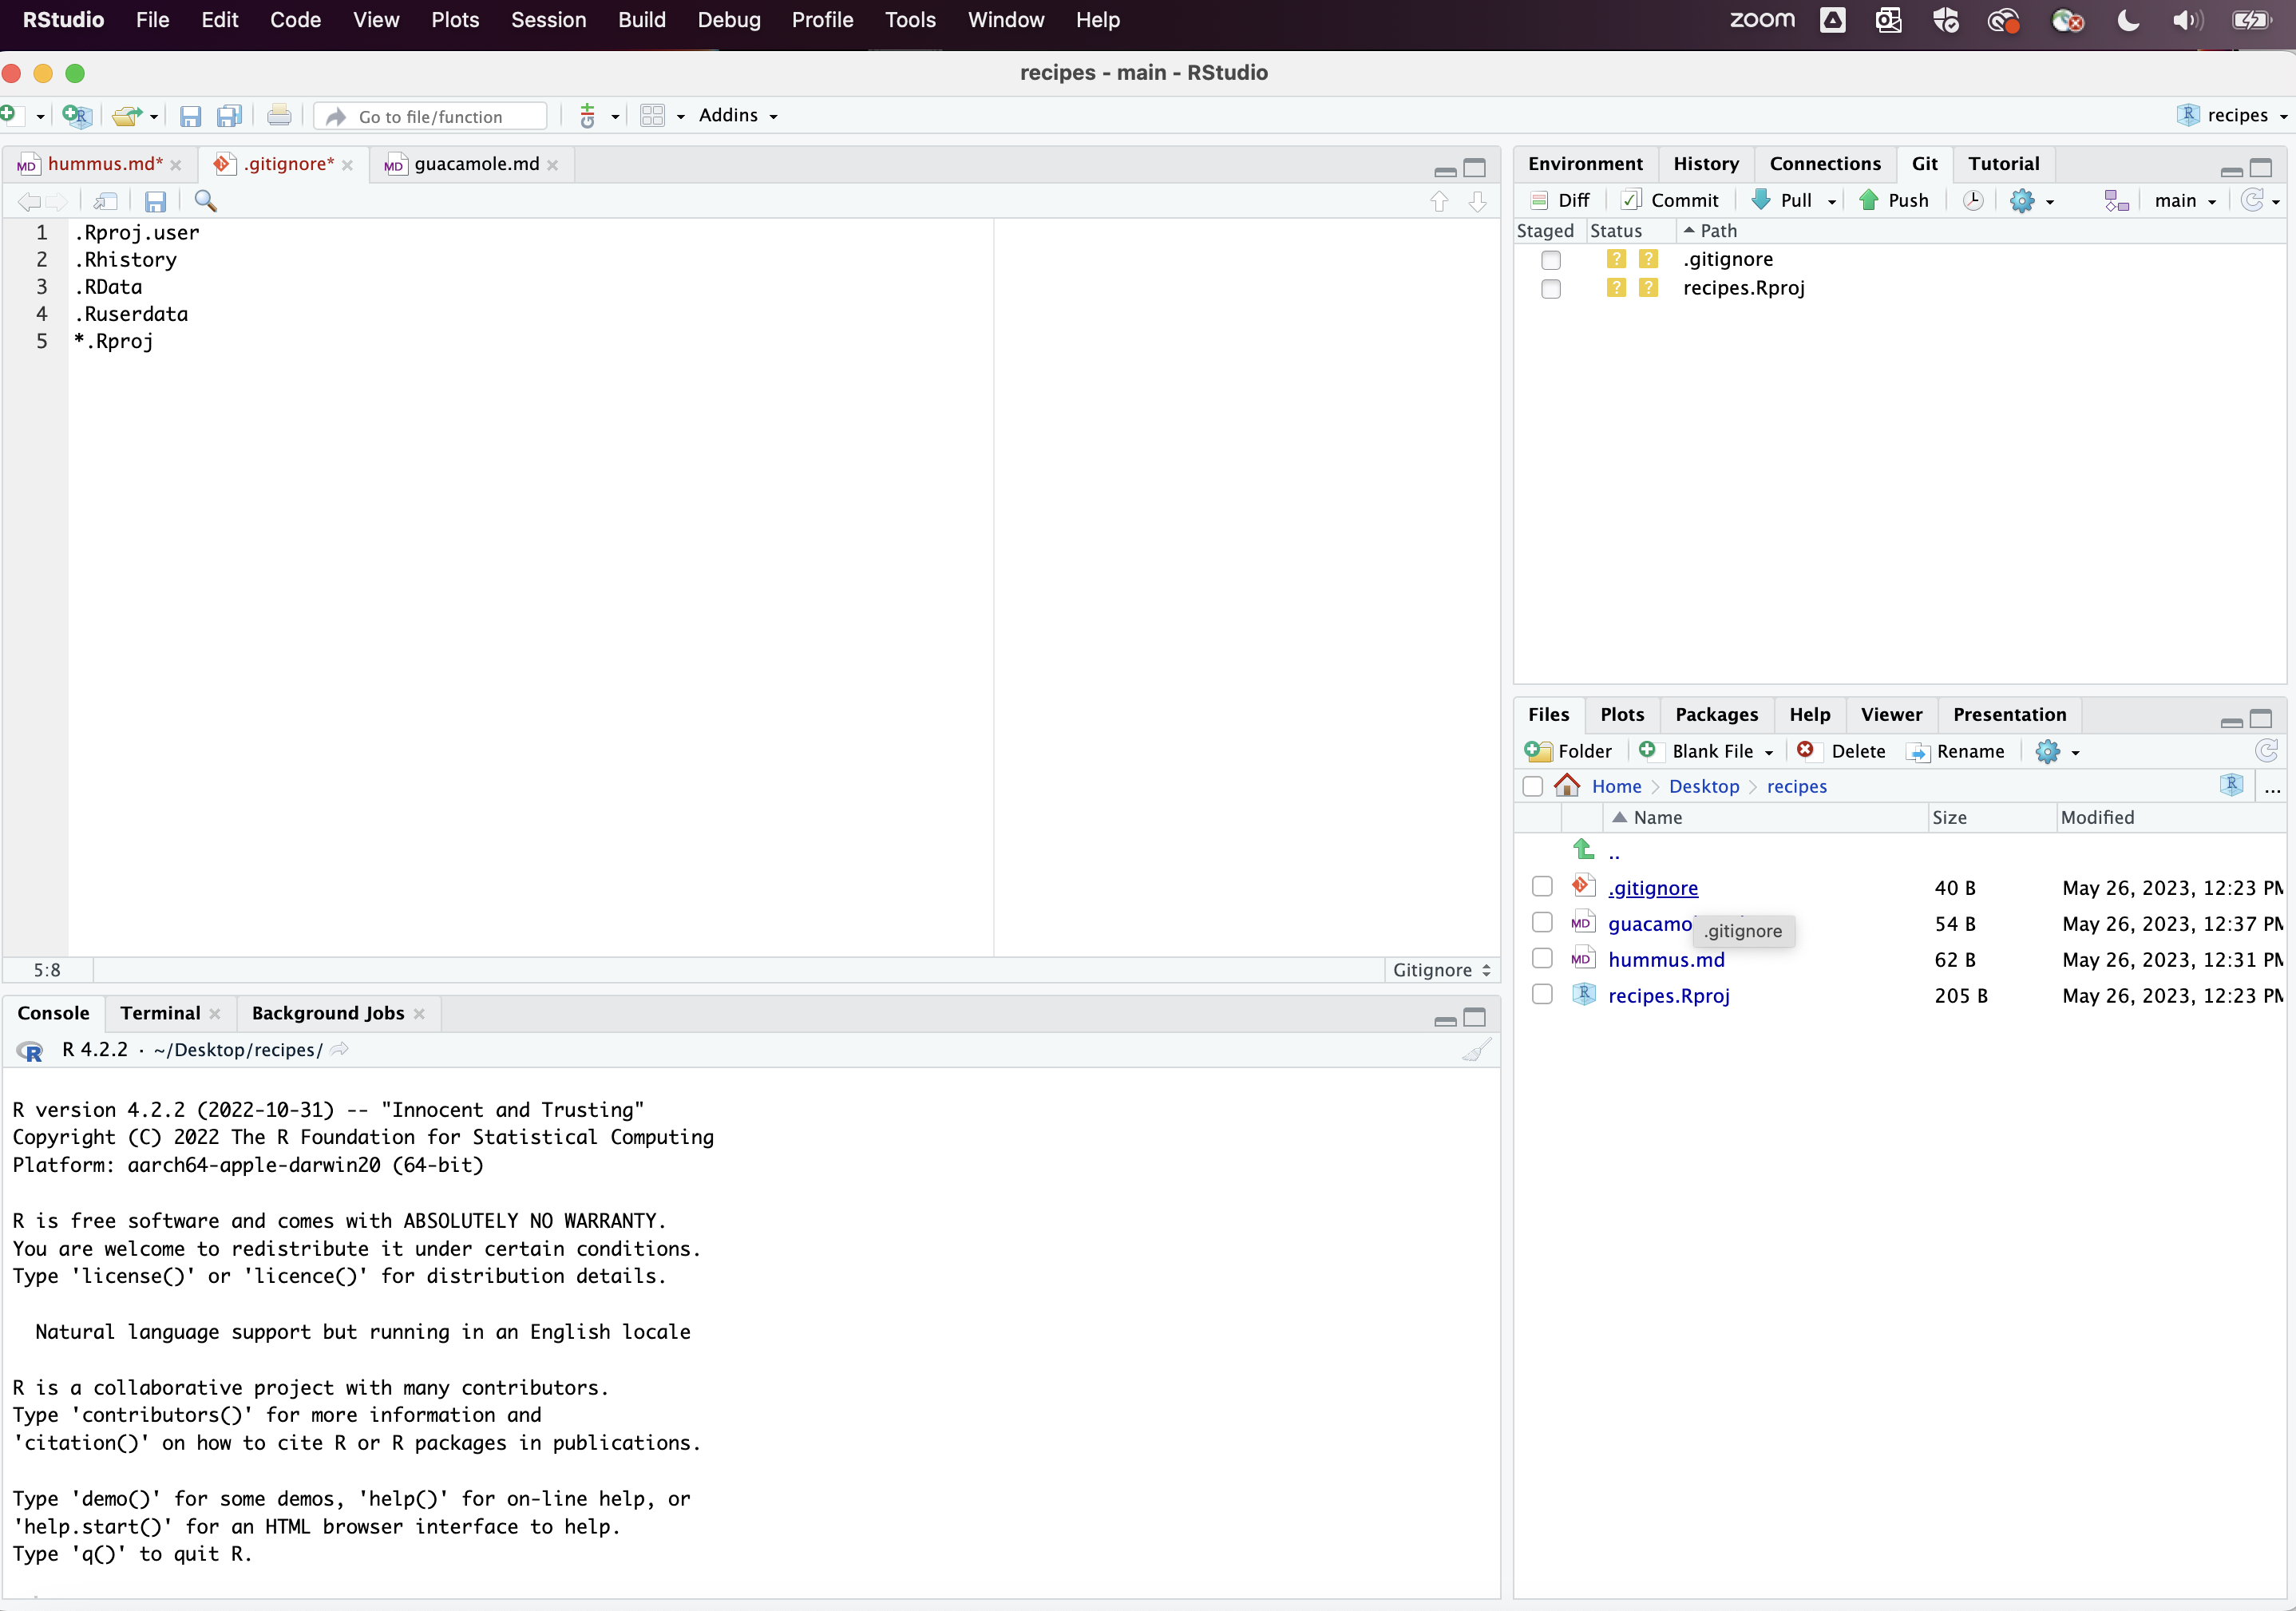 RStudio File Edit Code View Plots Session Build Debug Profile Tools Window Help zoom
recipes - main - RStudio
Go to file/function Addins recipes
hummus.md* .gitignore* guacamole.md
1 .Rproj.user
2 .Rhistory
3 .RData
4 .Ruserdata
5 *.Rproj
5:8 Gitignore
Console Terminal Background Jobs
R 4.2.2 · ~/Desktop/recipes/
R version 4.2.2 (2022-10-31) -- "Innocent and Trusting"
Copyright (C) 2022 The R Foundation for Statistical Computing
Platform: aarch64-apple-darwin20 (64-bit)
R is free software and comes with ABSOLUTELY NO WARRANTY.
You are welcome to redistribute it under certain conditions.
Type 'license()' or 'licence()' for distribution details.
Natural language support but running in an English locale
R is a collaborative project with many contributors.
Type 'contributors()' for more information and
'citation()' on how to cite R or R packages in publications.
Type 'demo()' for some demos, 'help()' for on-line help, or
'help.start()' for an HTML browser interface to help.
Type 'q()' to quit R.
Environment History Connections Git Tutorial
Diff Commit Pull Push main
Staged Status Path
? ? .gitignore
? ? recipes.Rproj
Files Plots Packages Help Viewer Presentation
Folder Blank File Delete Rename
Home Desktop recipes ...
Name Size Modified
..
.gitignore 40 B May 26, 2023, 12:23 PM
guacamo 54 B May 26, 2023, 12:37 PM
.gitignore
MD hummus.md 62 B May 26, 2023, 12:31 PM
recipes.Rproj 205 B May 26, 2023, 12:23 PM